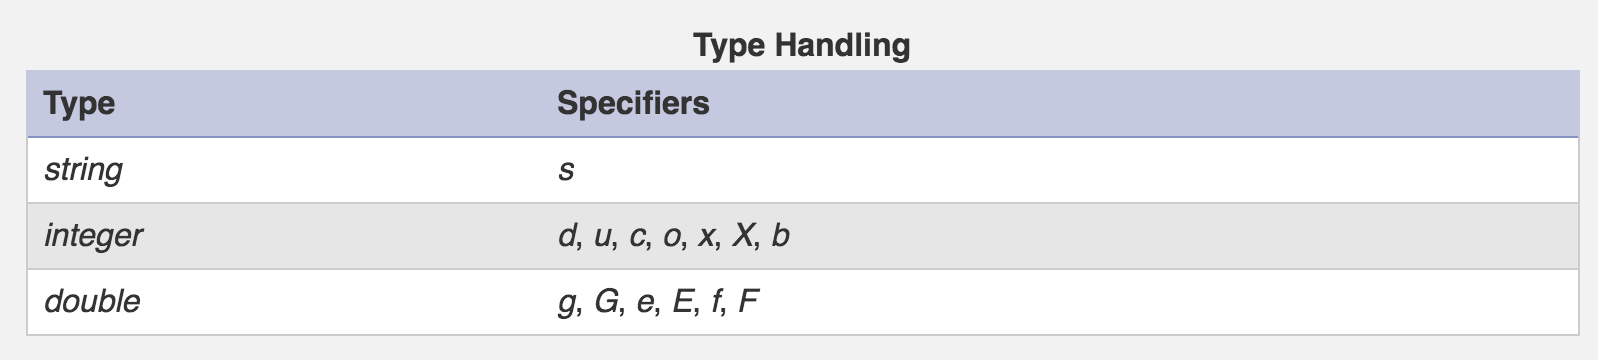 Type Handling
Type Specifiers
string s
integer d, u, c, o, x, X, b
double g, G, e, E, f, F